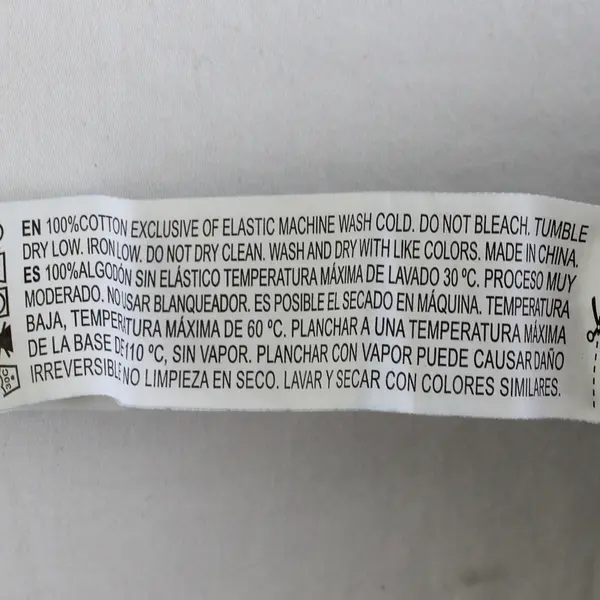 EN 100%COTTON EXCLUSIVE OF ELASTIC MACHINE WASH COLD. DO NOT BLEACH. TUMBLE
DRY LOW. IRON LOW. DO NOT DRY CLEAN. WASH AND DRY WITH LIKE COLORS. MADE IN CHINA.
ES 100%ALGODÓN SIN ELÁSTICO TEMPERATURA MÁXIMA DE LAVADO 30 ºC. PROCESO MUY
MODERADO. NO USAR BLANQUEADOR. ES POSIBLE EL SECADO EN MÁQUINA. TEMPERATURA
BAJA, TEMPERATURA MÁXIMA DE 60 ºC. PLANCHAR A UNA TEMPERATURA MÁXIMA
DE LA BASE DE 110 ºC, SIN VAPOR. PLANCHAR CON VAPOR PUEDE CAUSAR DAÑO
IRREVERSIBLE NO LIMPIEZA EN SECO. LAVAR Y SECAR CON COLORES SIMILARES.
30C